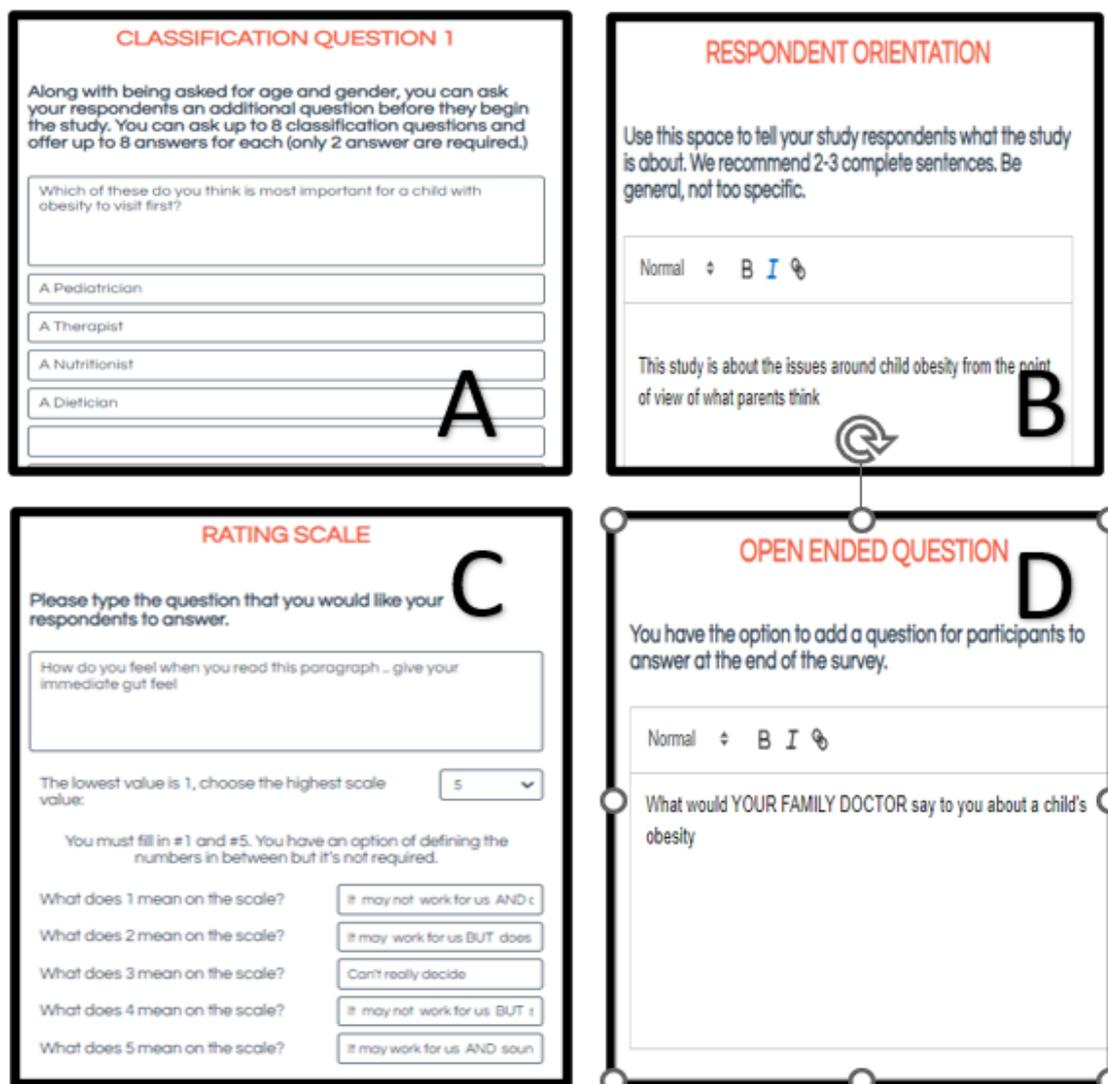 CLASSIFICATION QUESTION 1
Along with being asked for age and gender, you can ask
your respondents an additional question before they begin
the study. You can ask up to 8 classification questions and
offer up to 8 answers for each (only 2 answer are required.)
Which of these do you think is most important for a child with
obesity to visit first?
A Pediatrician
A Therapist
A Nutritionist
A Dietician
A
RESPONDENT ORIENTATION
Use this space to tell your study respondents what the study
is about. We recommend 2-3 complete sentences. Be
general, not too specific.
Normal B I
This study is about the issues around child obesity from the point
of view of what parents think
B
RATING SCALE
C
Please type the question that you would like your
respondents to answer.
How do you feel when you read this paragraph .. give your
immediate gut feel
The lowest value is 1, choose the highest scale
value:
5
You must fill in #1 and #5. You have an option of defining the
numbers in between but it's not required.
What does 1 mean on the scale? It may not work for us AND
What does 2 mean on the scale? It may work for us BUT does
What does 3 mean on the scale? Can't really decide
What does 4 mean on the scale? It may not work for us BUT
What does 5 mean on the scale? It may work for us AND soun
OPEN ENDED QUESTION
D
You have the option to add a question for participants to
answer at the end of the survey.
Normal B I
What would YOUR FAMILY DOCTOR say to you about a child's
obesity